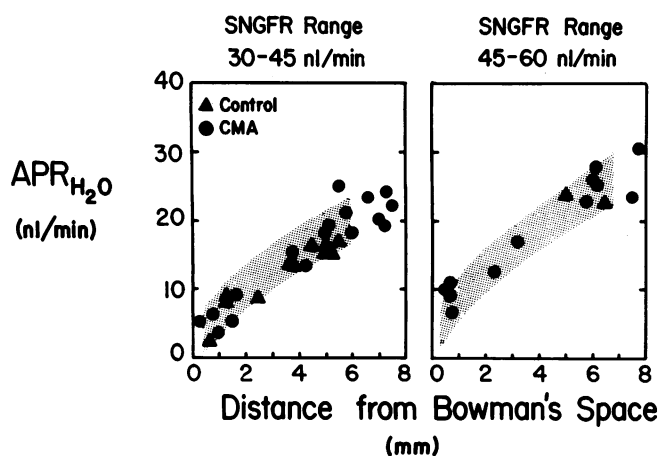 SNGFR Range
30-45 nl/min
SNGFR Range
45-60 nl/min
40
30
20
10
0
▲ Control
● CMA
APRH2O
(nl/min)
0 2 4 6 8
0 2 4 6 8
Distance from Bowman's Space
(mm)